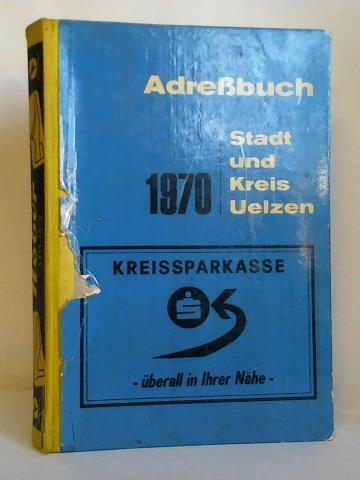 Adreßbuch
1970
Stadt
und
Kreis
Uelzen
KREISSPARKASSE
S
- überall in Ihrer Nähe -